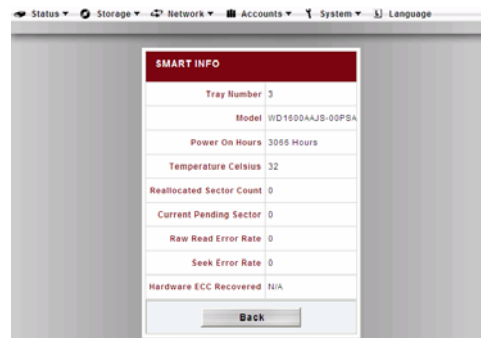 Status Storage Network Accounts System Language
SMART INFO
Tray Number 3
Model WD1600AAJS-00PSA
Power On Hours 3066 Hours
Temperature Celsius 32
Reallocated Sector Count 0
Current Pending Sector 0
Raw Read Error Rate 0
Seek Error Rate 0
Hardware ECC Recovered N/A
Back